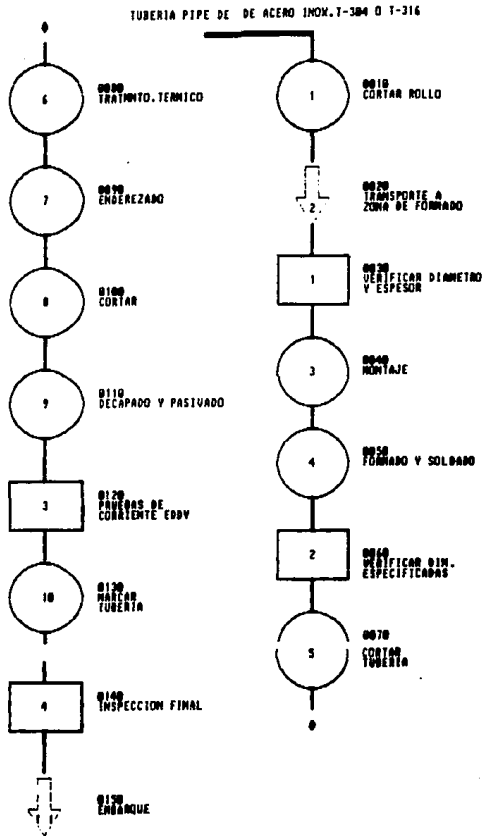 TUBERIA PIPE DE DE ACERO INOX.T-304 O T-316
1
0010
CORTAR ROLLO
2
0020
TRANSPORTE A
ZONA DE FORMADO
1
0030
VERIFICAR DIAMETRO
Y ESPESOR
3
0040
MONTAJE
4
0050
FORMADO Y SOLDADO
2
0060
VERIFICAR DIM.
ESPECIFICADAS
5
0070
CORTAR
TUBERIA
6
0080
TRATMNTO.TERMICO
7
0090
ENDEREZADO
8
0100
CORTAR
9
0110
DECAPADO Y PASIVADO
3
0120
PRUEBAS DE
CORRIENTE EDDY
10
0130
MARCAR
TUBERIA
4
0140
INSPECCION FINAL
0150
EMBARQUE